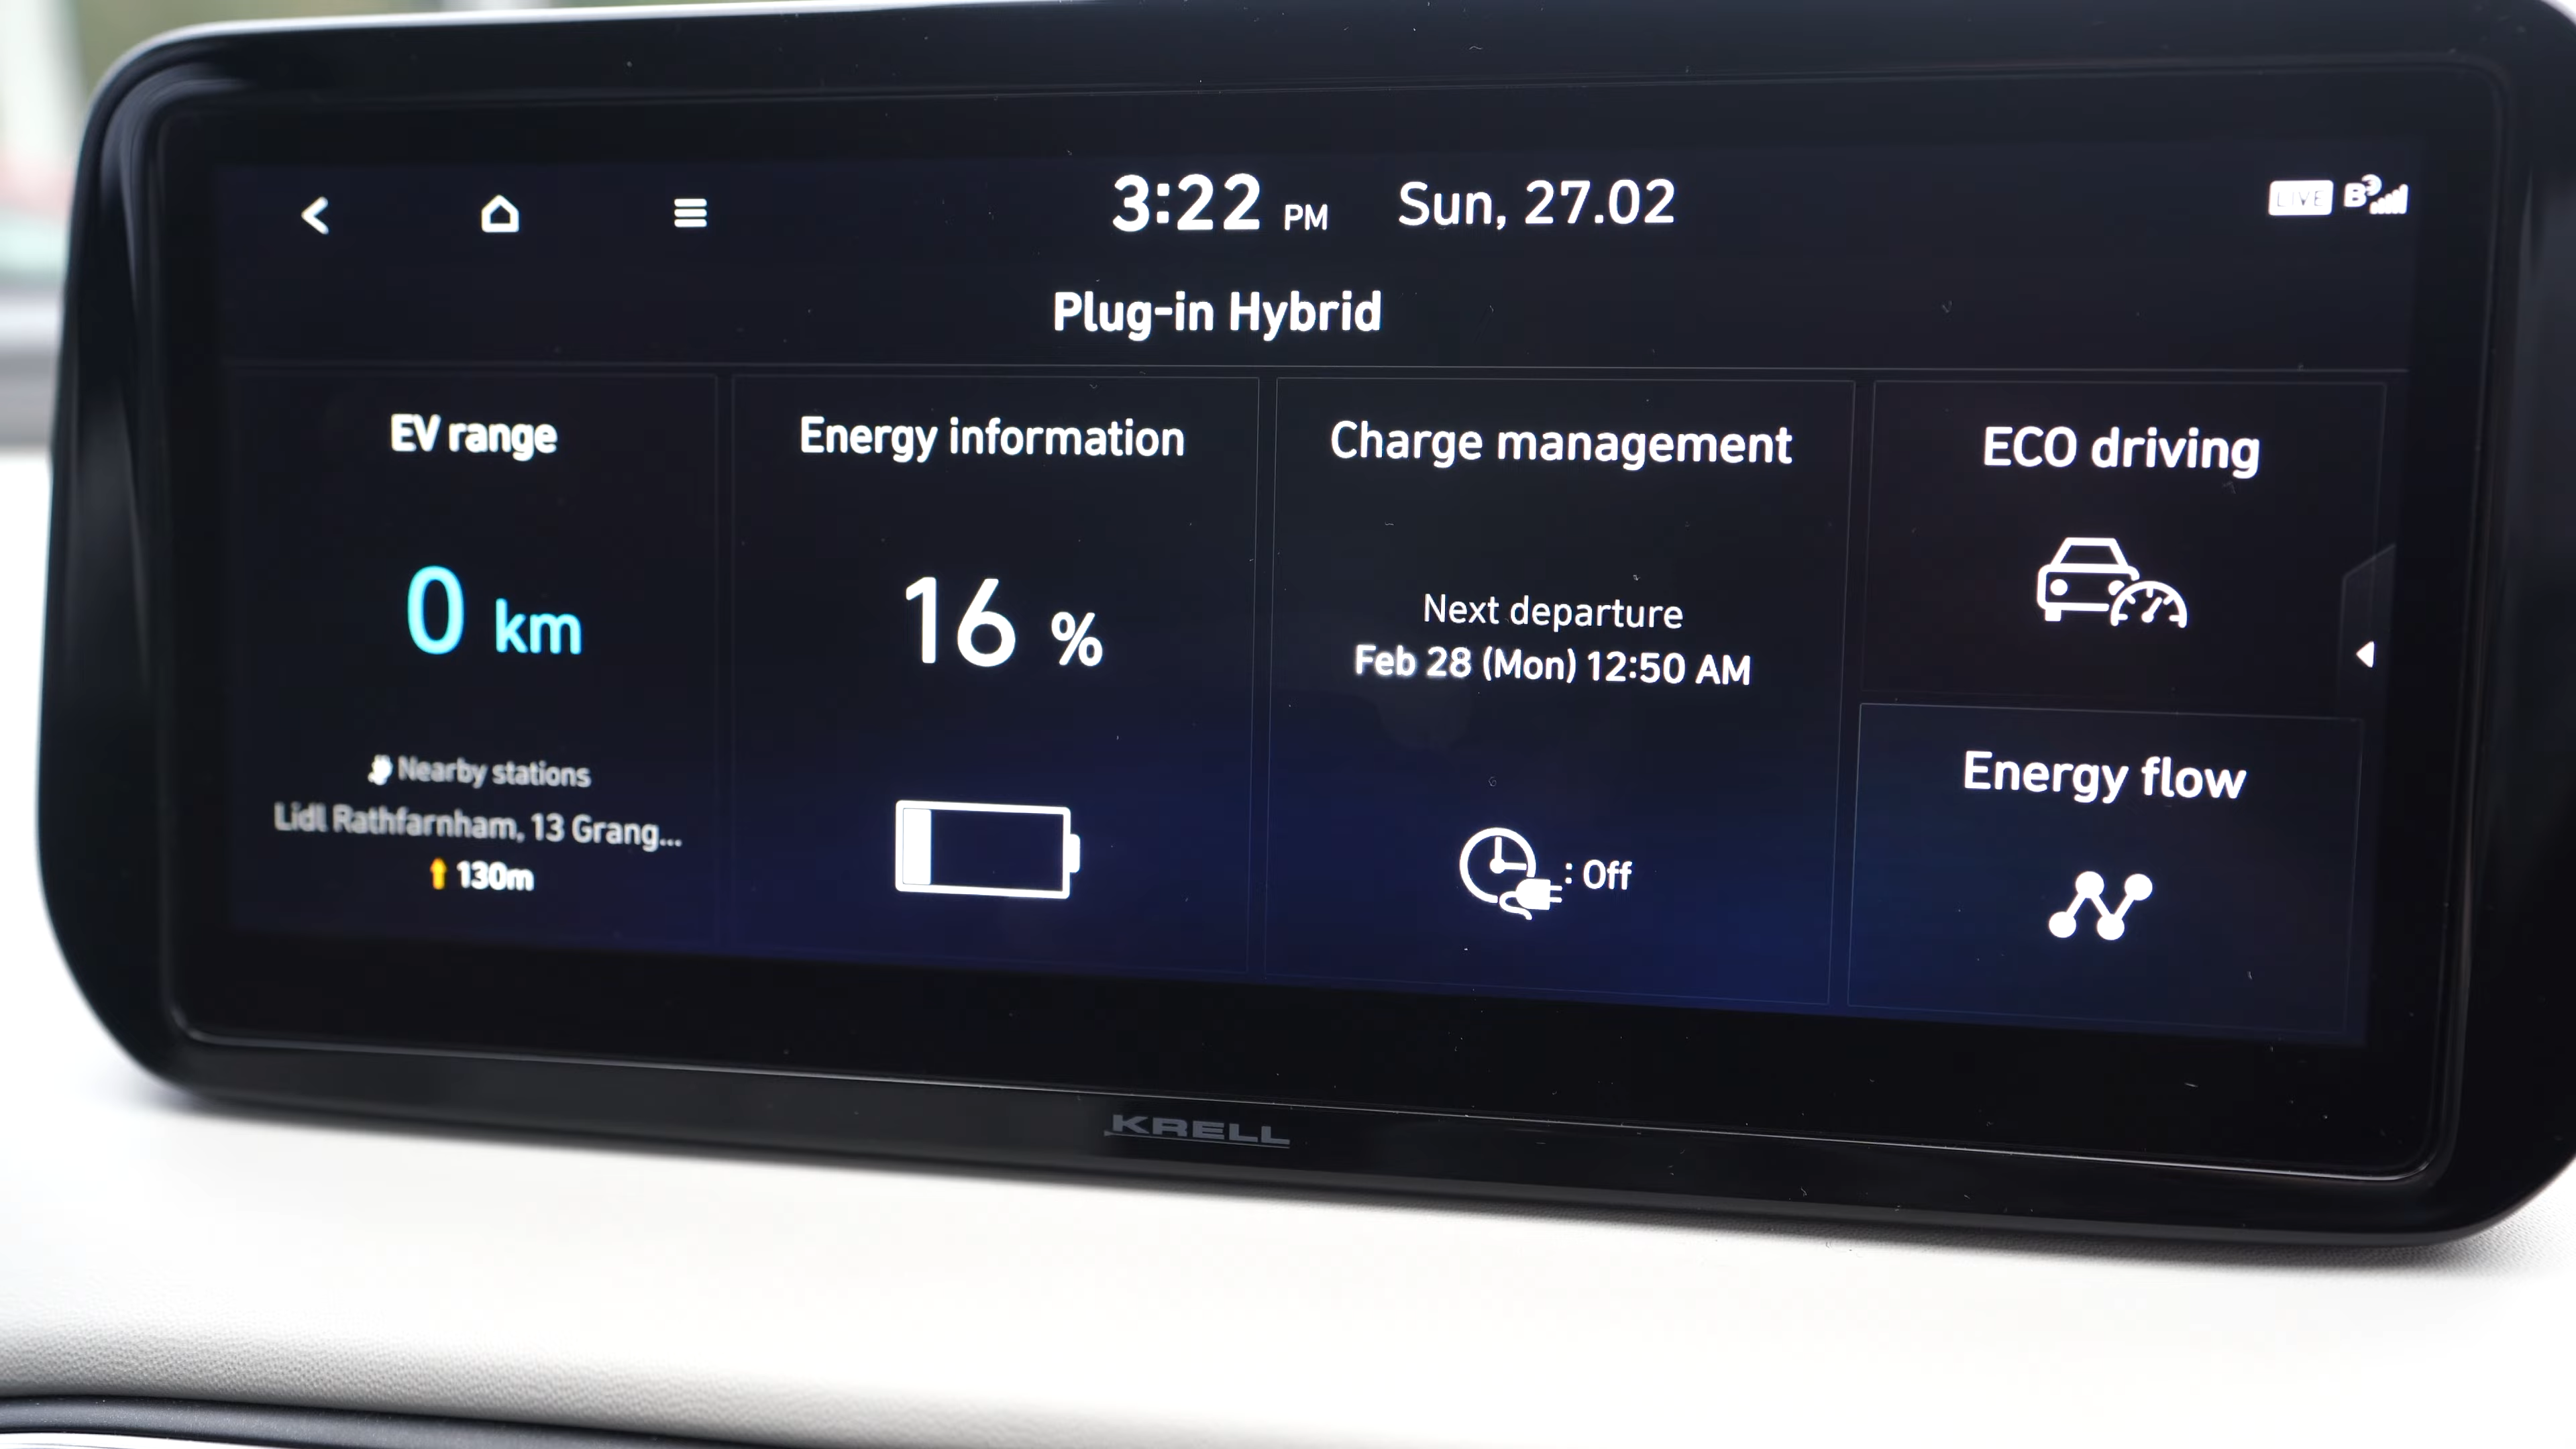 3:22 PM Sun, 27.02
LIVE
Plug-in Hybrid
EV range
0 km
Nearby stations
Lidl Rathfarnham, 13 Grang...
130m
Energy information
16 %
Charge management
Next departure
Feb 28 (Mon) 12:50 AM
: Off
ECO driving
Energy flow
KRELL